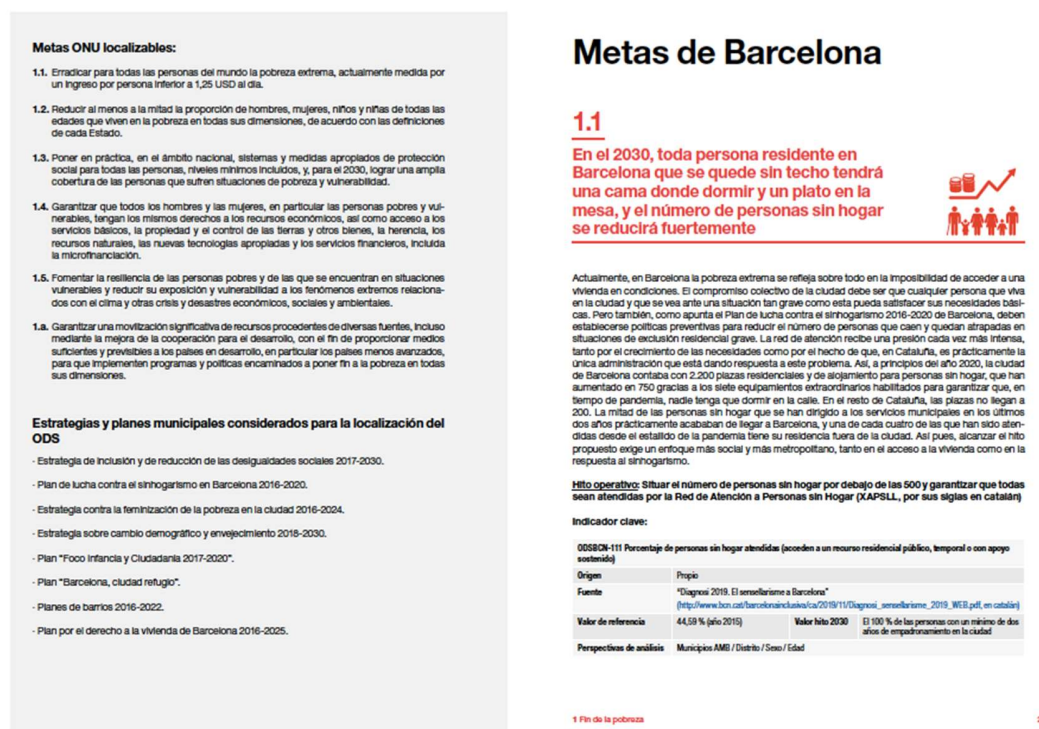 Metas ONU localizables:
1.1. Erradicar para todas las personas del mundo la pobreza extrema, actualmente medida por
un ingreso por persona inferior a 1,25 USD al día.
1.2. Reducir al menos a la mitad la proporción de hombres, mujeres, niños y niñas de todas las
edades que viven en la pobreza en todas sus dimensiones, de acuerdo con las definiciones
de cada Estado.
1.3. Poner en práctica, en el ámbito nacional, sistemas y medidas apropiados de protección
social para todas las personas, niveles mínimos incluidos, y, para el 2030, lograr una amplia
cobertura de las personas que sufren situaciones de pobreza y vulnerabilidad.
1.4. Garantizar que todos los hombres y las mujeres, en particular las personas pobres y vul-
nerables, tengan los mismos derechos a los recursos económicos, así como acceso a los
servicios básicos, la propiedad y el control de las tierras y otros bienes, la herencia, los
recursos naturales, las nuevas tecnologías apropiadas y los servicios financieros, incluida
la microfinanciación.
1.5. Fomentar la resiliencia de las personas pobres y de las que se encuentran en situaciones
vulnerables y reducir su exposición y vulnerabilidad a los fenómenos extremos relaciona-
dos con el clima y otras crisis y desastres económicos, sociales y ambientales.
1.a. Garantizar una movilización significativa de recursos procedentes de diversas fuentes, incluso
mediante la mejora de la cooperación para el desarrollo, con el fin de proporcionar medios
suficientes y previsibles a los países en desarrollo, en particular los países menos avanzados,
para que implementen programas y políticas encaminados a poner fin a la pobreza en todas
sus dimensiones.
Estrategias y planes municipales considerados para la localización del
ODS
- Estrategia de inclusión y de reducción de las desigualdades sociales 2017-2030.
- Plan de lucha contra el sinhogarismo en Barcelona 2016-2020.
- Estrategia contra la feminización de la pobreza en la ciudad 2016-2024.
- Estrategia sobre cambio demográfico y envejecimiento 2018-2030.
- Plan "Foco Infancia y Ciudadanía 2017-2020".
- Plan "Barcelona, ciudad refugio".
- Planes de barrios 2016-2022.
- Plan por el derecho a la vivienda de Barcelona 2016-2025.
Metas de Barcelona
1.1
En el 2030, toda persona residente en
Barcelona que se quede sin techo tendrá
una cama donde dormir y un plato en la
mesa, y el número de personas sin hogar
se reducirá fuertemente
Actualmente, en Barcelona la pobreza extrema se refleja sobre todo en la imposibilidad de acceder a una
vivienda en condiciones. El compromiso colectivo de la ciudad debe ser que cualquier persona que viva
en la ciudad y que se vea ante una situación tan grave como esta pueda satisfacer sus necesidades bási-
cas. Pero también, como apunta el Plan de lucha contra el sinhogarismo 2016-2020 de Barcelona, deben
establecerse políticas preventivas para reducir el número de personas que caen y quedan atrapadas en
situaciones de exclusión residencial grave. La red de atención recibe una presión cada vez más intensa,
tanto por el crecimiento de las necesidades como por el hecho de que, en Cataluña, es prácticamente la
única administración que está dando respuesta a este problema. Así, a principios del año 2020, la ciudad
de Barcelona contaba con 2.200 plazas residenciales y de alojamiento para personas sin hogar, que han
aumentado en 750 gracias a los siete equipamientos extraordinarios habilitados para garantizar que, en
tiempo de pandemia, nadie tenga que dormir en la calle. En el resto de Cataluña, las plazas no llegan a
200. La mitad de las personas sin hogar que se han dirigido a los servicios municipales en los últimos
dos años prácticamente acababan de llegar a Barcelona, y una de cada cuatro de las que han sido aten-
didas desde el estallido de la pandemia tiene su residencia fuera de la ciudad. Así pues, alcanzar el hito
propuesto exige un enfoque más social y más metropolitano, tanto en el acceso a la vivienda como en la
respuesta al sinhogarismo.
Hito operativo: Situar el número de personas sin hogar por debajo de las 500 y garantizar que todas
sean atendidas por la Red de Atención a Personas sin Hogar (XAPSLL, por sus siglas en catalán)
Indicador clave:
ODSBCN-111 Porcentaje de personas sin hogar atendidas (acceden a un recurso residencial público, temporal o con apoyo
sostenido)
Origen Propio
Fuente "Diagnosi 2019. El sensellarisme a Barcelona"
(http://www.bcn.cat/barcelonainclusiva/ca/2019/11/Diagnosi_sensellarisme_2019_WEB.pdf, en catalán)
Valor de referencia 44,59 % (año 2015) Valor hito 2030 El 100 % de las personas con un mínimo de dos
años de empadronamiento en la ciudad
Perspectivas de análisis Municipios AMB / Distrito / Sexo / Edad
1 Fin de la pobreza